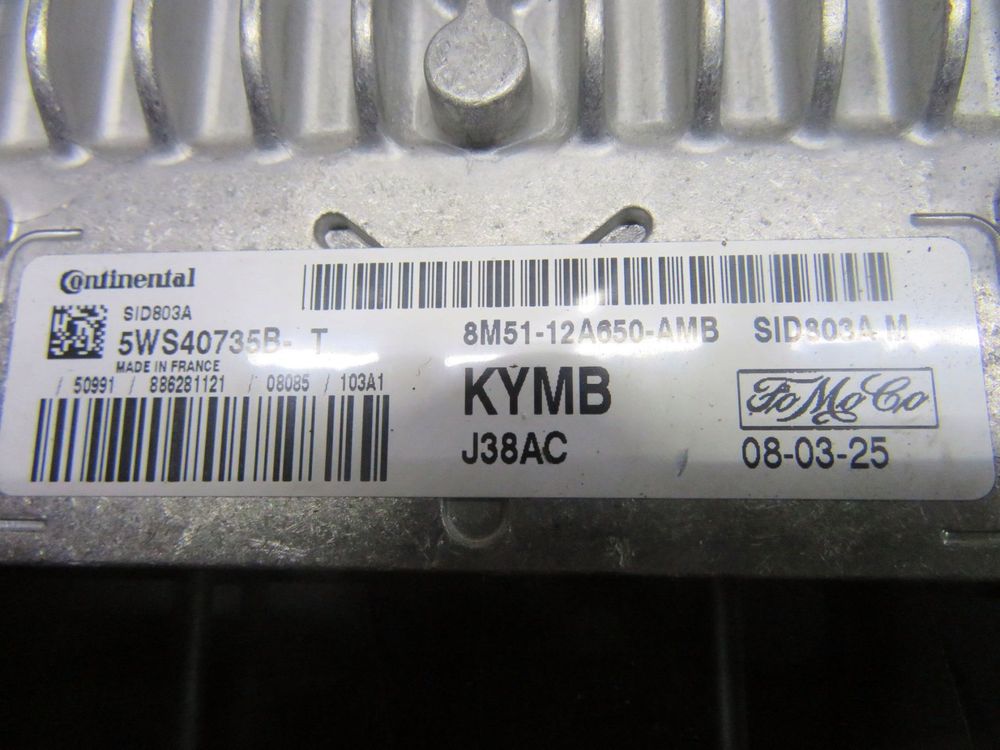 Continental
SID803A
5WS40735B- T
MADE IN FRANCE
/ 50991 / 886281121 / 08085 / 103A1
8M51-12A650-AMB SID803A-M
KYMB
FoMoCo
J38AC
08-03-25